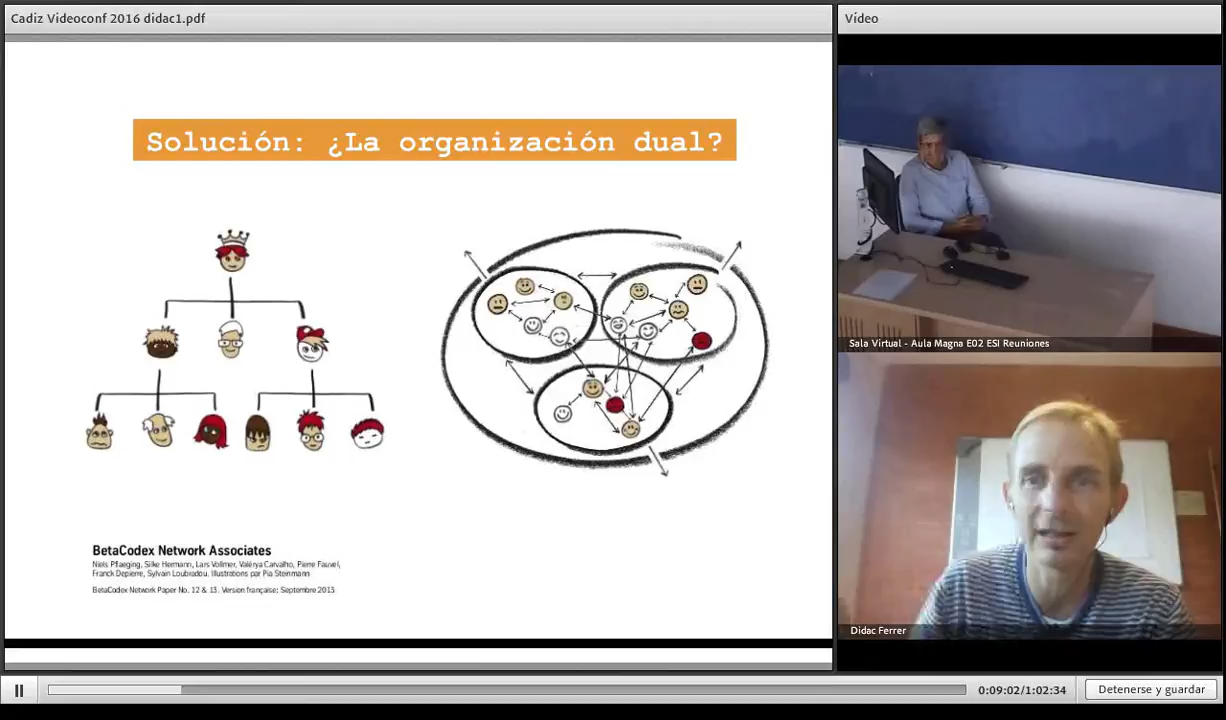 Cadiz Videoconf 2016 didac1.pdf
Vídeo
Solución: ¿La organización dual?
BetaCodex Network Associates
Niels Pflaeging, Silke Hermann, Lars Vollmer, Valérya Carvalho, Pierre Fauvel,
Franck Depierre, Sylvain Loubradou. Illustrations par Pia Steinmann
BetaCodex Network Paper No. 12 & 13. Version française: Septembre 2013
Sala Virtual - Aula Magna E02 ESI Reuniones
Didac Ferrer
0:09:02/1:02:34
Detenerse y guardar